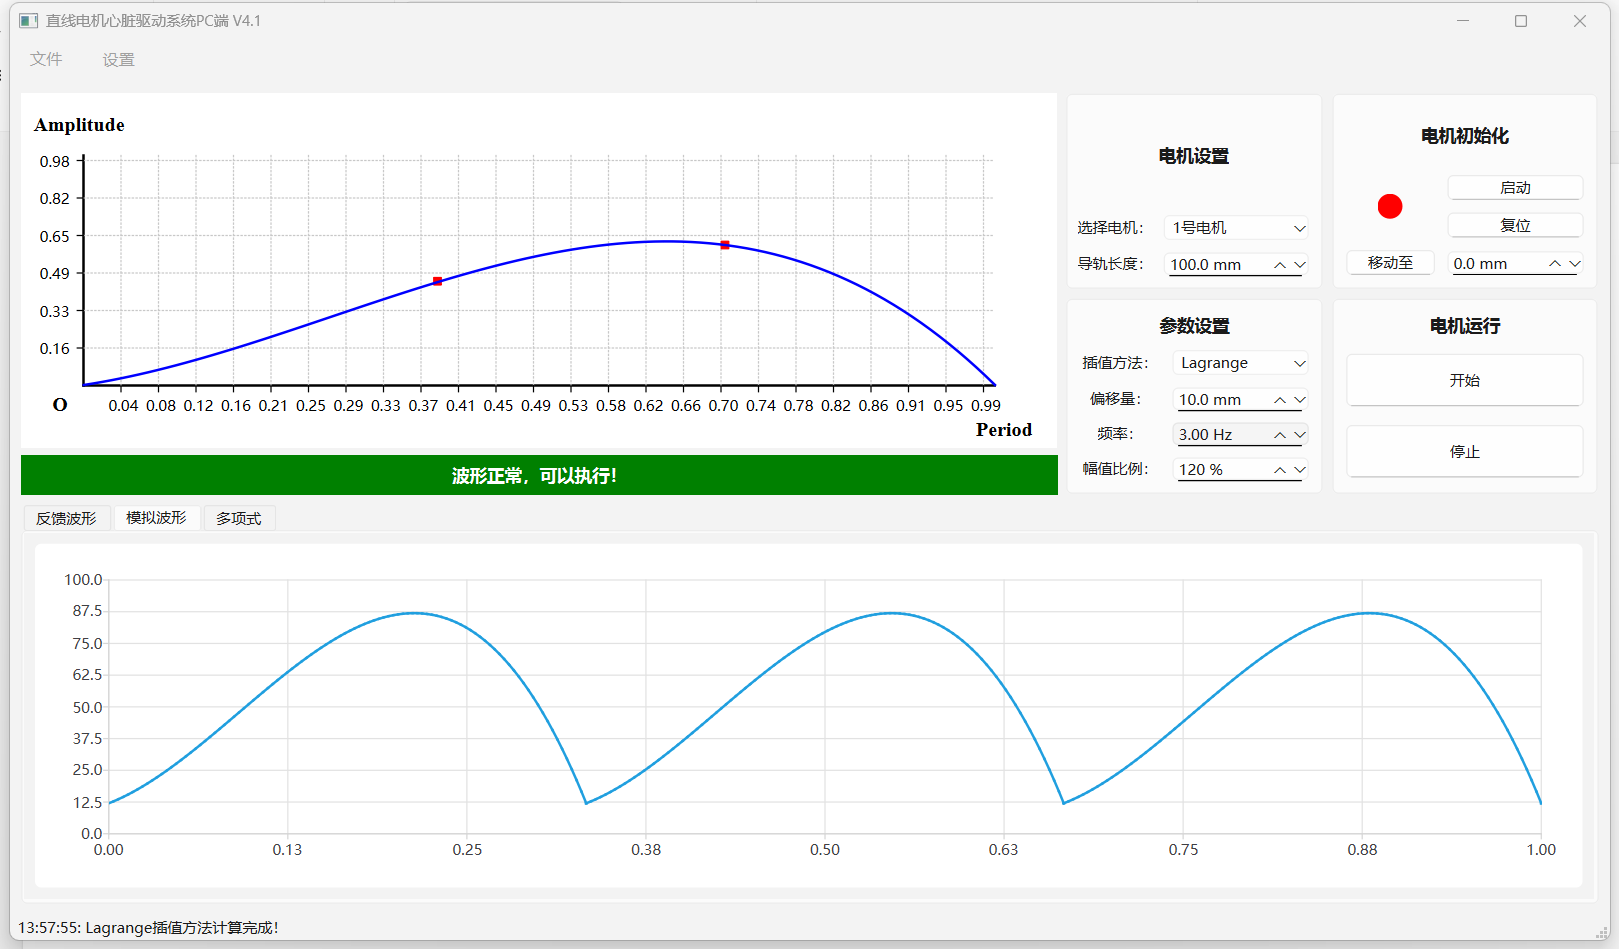 直线电机心脏驱动系统PC端 V4.1
文件 设置
Amplitude
0.98
0.82
0.65
0.49
0.33
0.16
O
0.04 0.08 0.12 0.16 0.21 0.25 0.29 0.33 0.37 0.41 0.45 0.49 0.53 0.58 0.62 0.66 0.70 0.74 0.78 0.82 0.86 0.91 0.95 0.99
Period
波形正常，可以执行！
电机设置
选择电机： 1号电机
导轨长度： 100.0 mm
电机初始化
启动
复位
移动至 0.0 mm
参数设置
插值方法： Lagrange
偏移量： 10.0 mm
频率： 3.00 Hz
幅值比例： 120 %
电机运行
开始
停止
反馈波形 模拟波形 多项式
100.0
87.5
75.0
62.5
50.0
37.5
25.0
12.5
0.0
0.00 0.13 0.25 0.38 0.50 0.63 0.75 0.88 1.00
13:57:55: Lagrange插值方法计算完成！